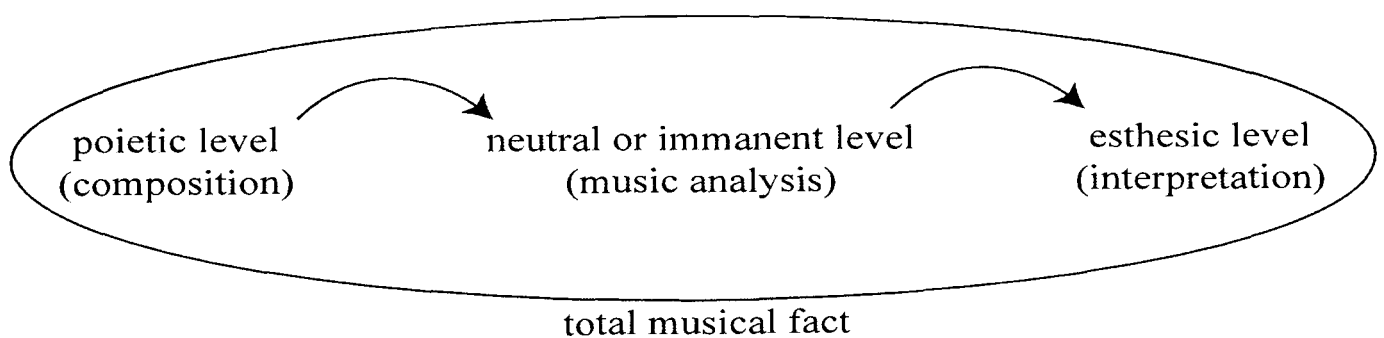 poietic level
(composition)
neutral or immanent level
(music analysis)
esthesic level
(interpretation)
total musical fact